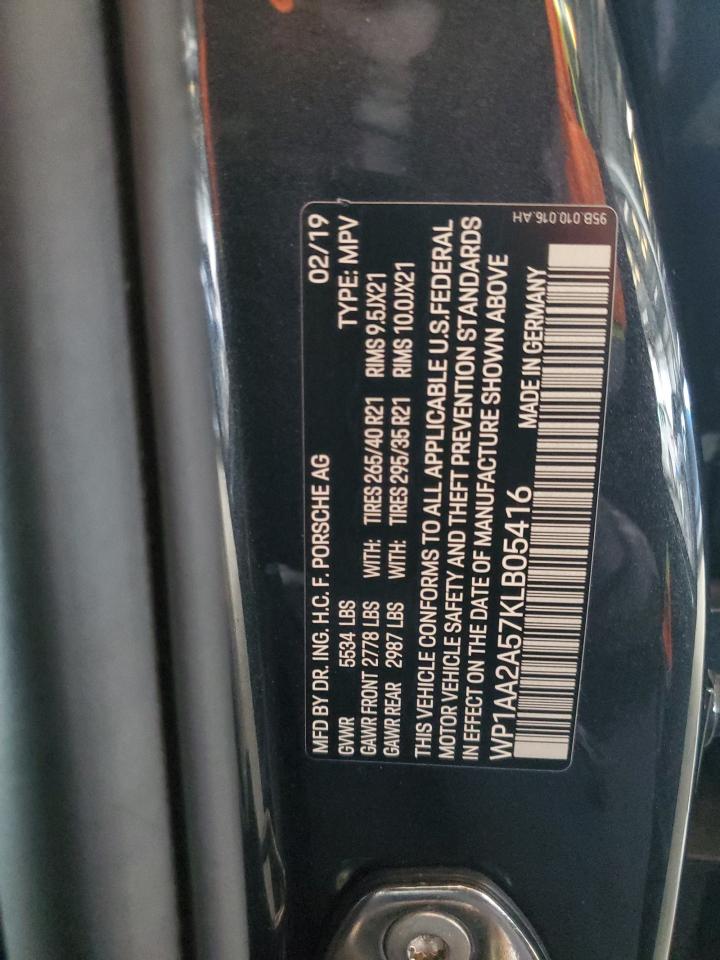 MFD BY DR. ING. H.C. F. PORSCHE AG 02/19
GVWR 5534 LBS TYPE: MPV
GAWR FRONT 2778 LBS WITH: TIRES 265/40 R21 RIMS 9.5JX21
GAWR REAR 2987 LBS WITH: TIRES 295/35 R21 RIMS 10.0JX21
THIS VEHICLE CONFORMS TO ALL APPLICABLE U.S.FEDERAL
MOTOR VEHICLE SAFETY AND THEFT PREVENTION STANDARDS
IN EFFECT ON THE DATE OF MANUFACTURE SHOWN ABOVE
WP1AA2A57KLB05416 MADE IN GERMANY
95B.010.016.AH